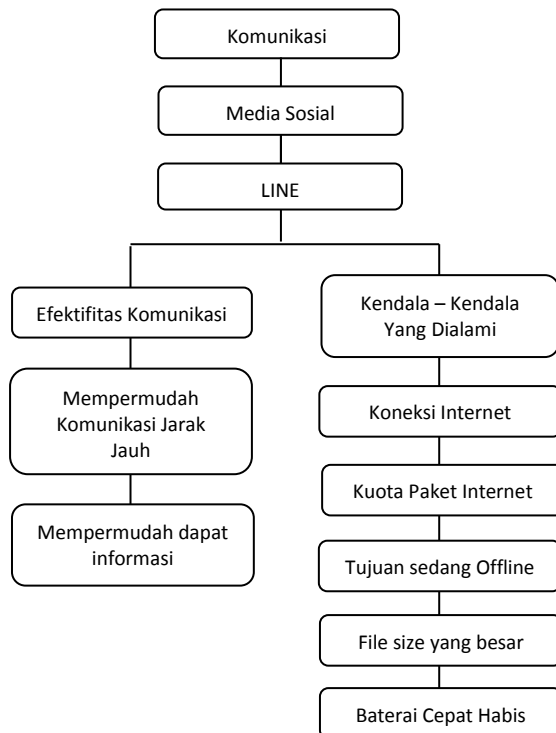 Komunikasi
Media Sosial
LINE
Efektifitas Komunikasi
Mempermudah
Komunikasi Jarak
Jauh
Mempermudah dapat
informasi
Kendala – Kendala
Yang Dialami
Koneksi Internet
Kuota Paket Internet
Tujuan sedang Offline
File size yang besar
Baterai Cepat Habis